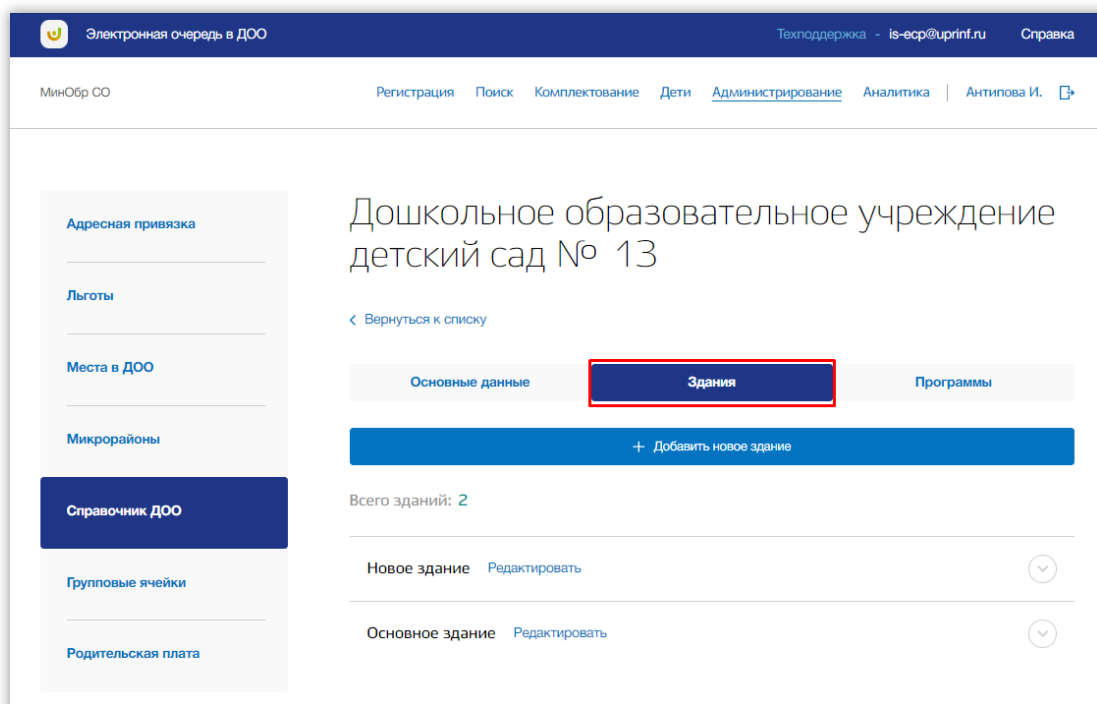 Электронная очередь в ДОО
Техподдержка - is-ecp@uprinf.ru Справка
МинОбр СО
Регистрация Поиск Комплектование Дети Администрирование Аналитика Антипова И.
Адресная привязка
Льготы
Места в ДОО
Микрорайоны
Справочник ДОО
Групповые ячейки
Родительская плата
Дошкольное образовательное учреждение
детский сад № 13
Вернуться к списку
Основные данные Здания Программы
+ Добавить новое здание
Всего зданий: 2
Новое здание Редактировать
Основное здание Редактировать